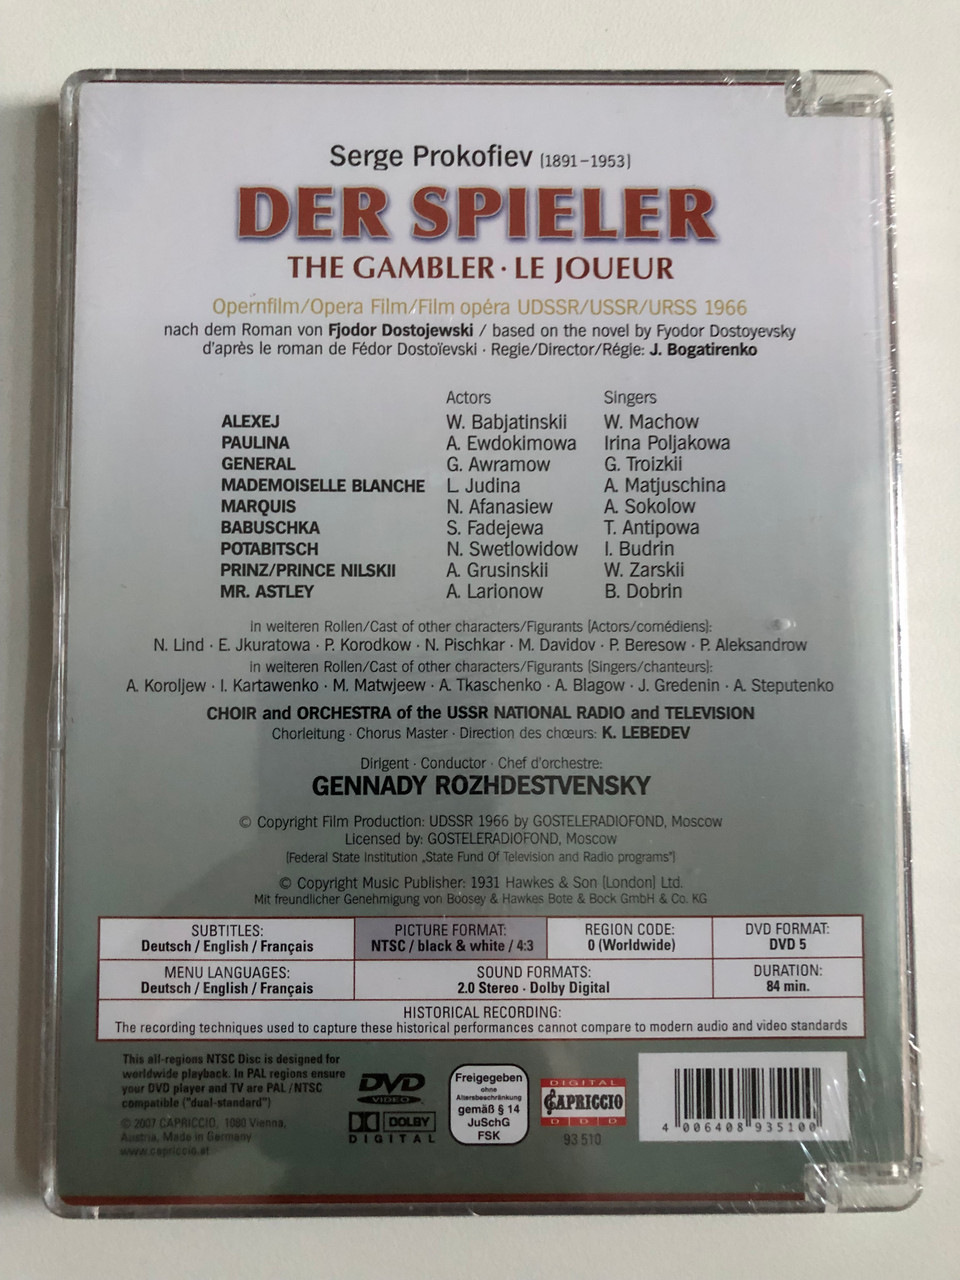 Serge Prokofiev (1891–1953)
DER SPIELER
THE GAMBLER · LE JOUEUR
Opernfilm/Opera Film/Film opéra UDSSR/USSR/URSS 1966
nach dem Roman von Fjodor Dostojewski / based on the novel by Fyodor Dostoyevsky
d'après le roman de Fédor Dostoïevski · Regie/Director/Régie: J. Bogatirenko
Actors Singers
ALEXEJ W. Babjatinskii W. Machow
PAULINA A. Ewdokimowa Irina Poljakowa
GENERAL G. Awramow G. Troizkii
MADEMOISELLE BLANCHE L. Judina A. Matjuschina
MARQUIS N. Afanasiew A. Sokolow
BABUSCHKA S. Fadejewa T. Antipowa
POTABITSCH N. Swetlowidow I. Budrin
PRINZ/PRINCE NILSKII A. Grusinskii W. Zarskii
MR. ASTLEY A. Larionow B. Dobrin
In weiteren Rollen/Cast of other characters/Figurants (Actors/comédiens):
N. Lind · E. Jkuratowa · P. Korodkow · N. Pischkar · M. Davidov · P. Beresow · P. Aleksandrow
In weiteren Rollen/Cast of other characters/Figurants (Singers/chanteurs):
A. Koroljew · I. Kartawenko · M. Matwjeew · A. Tkaschenko · A. Blagow · J. Gredenin · A. Steputenko
CHOIR and ORCHESTRA of the USSR NATIONAL RADIO and TELEVISION
Chorleitung · Chorus Master · Direction des chœurs: K. LEBEDEV
Dirigent · Conductor · Chef d'orchestre:
GENNADY ROZHDESTVENSKY
© Copyright Film Production: UDSSR 1966 by GOSTELERADIOFOND, Moscow
Licensed by: GOSTELERADIOFOND, Moscow
(Federal State Institution „State Fund Of Television and Radio programs")
© Copyright Music Publisher: 1931 Hawkes & Son (London) Ltd.
Mit freundlicher Genehmigung von Boosey & Hawkes Bote & Bock GmbH & Co. KG
SUBTITLES: PICTURE FORMAT: REGION CODE: DVD FORMAT:
Deutsch / English / Français NTSC / black & white / 4:3 0 (Worldwide) DVD 5
MENU LANGUAGES: SOUND FORMATS: DURATION:
Deutsch / English / Français 2.0 Stereo · Dolby Digital 84 min.
HISTORICAL RECORDING:
The recording techniques used to capture these historical performances cannot compare to modern audio and video standards
This all-regions NTSC Disc is designed for
worldwide playback. In PAL regions ensure
your DVD player and TV are PAL/NTSC
compatible ("dual-standard")
© 2007 CAPRICCIO, 1080 Vienna,
Austria, Made in Germany
www.capriccio.at
DVD
VIDEO
DOLBY
DIGITAL
Freigegeben
ohne
Altersbeschränkung
gemäß § 14
JuSchG
FSK
DIGITAL
CAPRICCIO
DDD
93 510
4 006408 935100